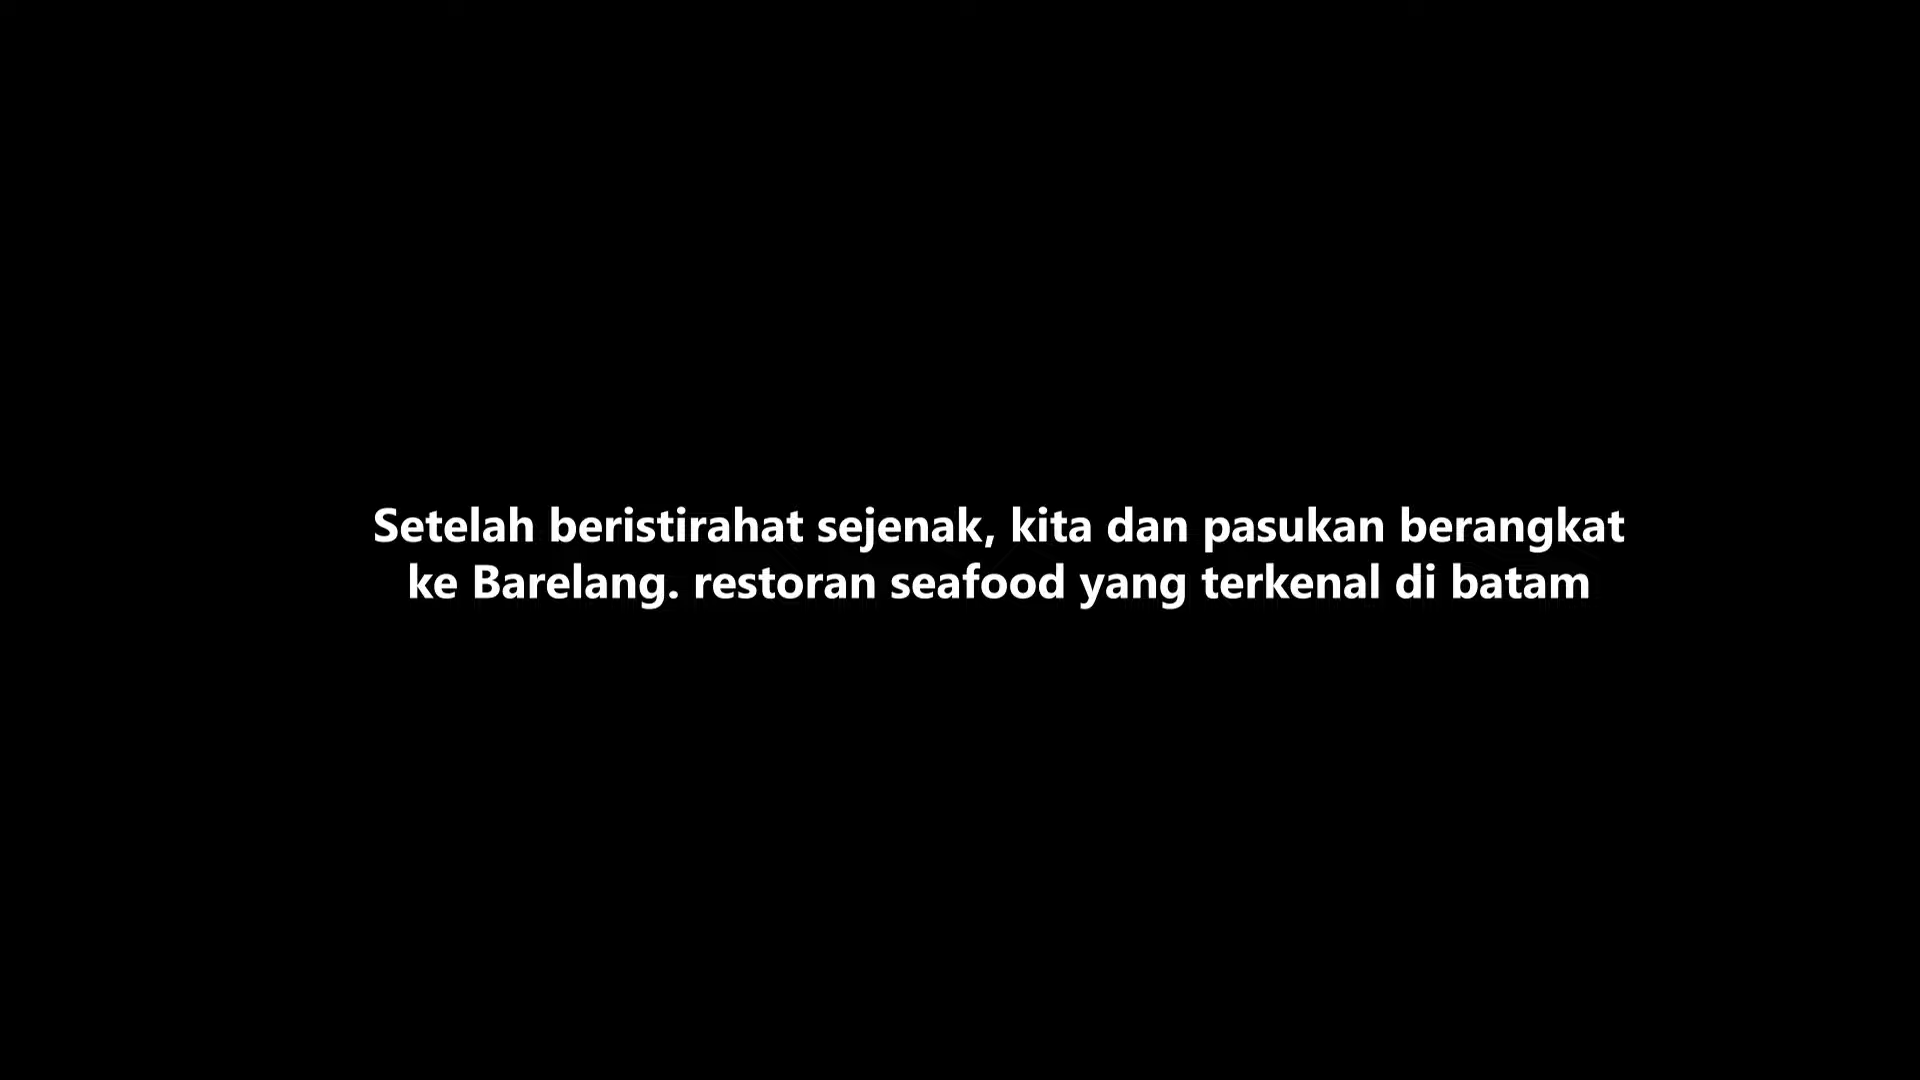 Setelah beristirahat sejenak, kita dan pasukan berangkat
ke Barelang. restoran seafood yang terkenal di batam